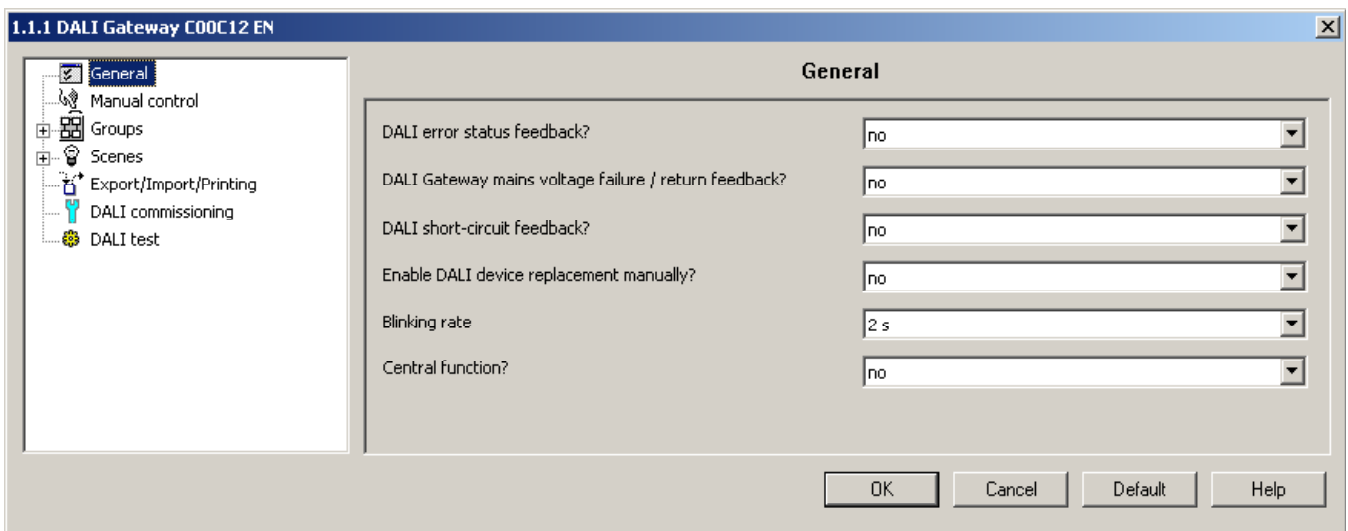 1.1.1 DALI Gateway C00C12 EN
General
Manual control
Groups
Scenes
Export/Import/Printing
DALI commissioning
DALI test
General
DALI error status feedback? no
DALI Gateway mains voltage failure / return feedback? no
DALI short-circuit feedback? no
Enable DALI device replacement manually? no
Blinking rate 2 s
Central function? no
OK Cancel Default Help